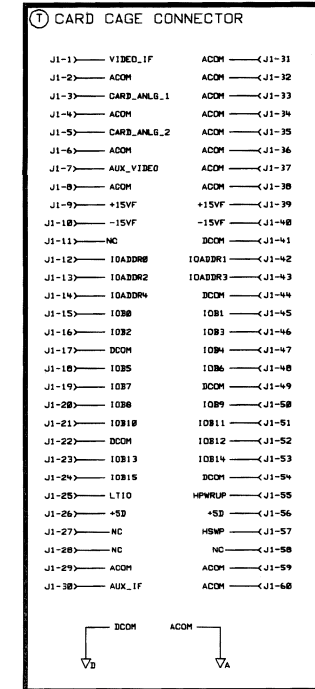 T CARD CAGE CONNECTOR
J1-1 VIDEO_IF ACOM J1-31
J1-2 ACOM ACOM J1-32
J1-3 CARD_ANLG_1 ACOM J1-33
J1-4 ACOM ACOM J1-34
J1-5 CARD_ANLG_2 ACOM J1-35
J1-6 ACOM ACOM J1-36
J1-7 AUX_VIDEO ACOM J1-37
J1-8 ACOM ACOM J1-38
J1-9 +15VF +15VF J1-39
J1-10 -15VF -15VF J1-40
J1-11 NC DCOM J1-41
J1-12 IOADDR0 IOADDR1 J1-42
J1-13 IOADDR2 IOADDR3 J1-43
J1-14 IOADDR4 DCOM J1-44
J1-15 IOB0 IOB1 J1-45
J1-16 IOB2 IOB3 J1-46
J1-17 DCOM IOB4 J1-47
J1-18 IOB5 IOB6 J1-48
J1-19 IOB7 DCOM J1-49
J1-20 IOB8 IOB9 J1-50
J1-21 IOB10 IOB11 J1-51
J1-22 DCOM IOB12 J1-52
J1-23 IOB13 IOB14 J1-53
J1-24 IOB15 DCOM J1-54
J1-25 LTIO HPWRUP J1-55
J1-26 +5D +5D J1-56
J1-27 NC HSWP J1-57
J1-28 NC NC J1-58
J1-29 ACOM ACOM J1-59
J1-30 AUX_IF ACOM J1-60
DCOM ACOM
D A